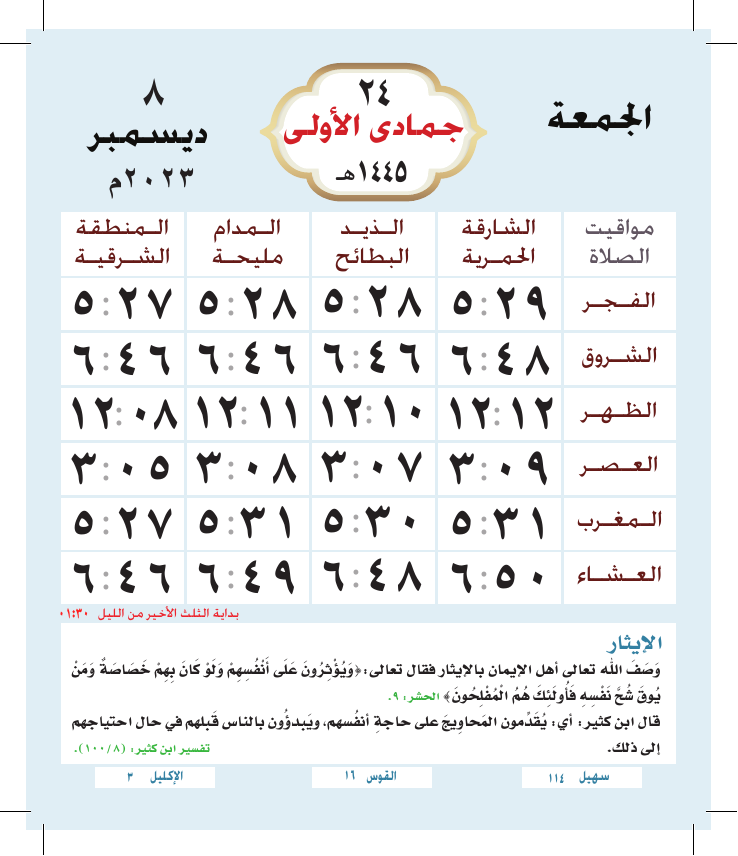 الجمعة
٢٤
جمادى الأولى
١٤٤٥هـ
٨
ديسمبر
٢٠٢٣م
مواقيت الصلاة | الشارقة الحمرية | الذيد البطائح | المدام مليحة | المنطقة الشرقية
الفجر ٥:٢٩ ٥:٢٨ ٥:٢٨ ٥:٢٧
الشروق ٦:٤٨ ٦:٤٦ ٦:٤٦ ٦:٤٦
الظهر ١٢:١٢ ١٢:١٠ ١٢:١١ ١٢:٠٨
العصر ٣:٠٩ ٣:٠٧ ٣:٠٨ ٣:٠٥
المغرب ٥:٣١ ٥:٣٠ ٥:٣١ ٥:٢٧
العشاء ٦:٥٠ ٦:٤٨ ٦:٤٩ ٦:٤٦
بداية الثلث الأخير من الليل ٠١:٣٠
الإيثار
وَصَفَ الله تعالى أهل الإيمان بالإيثار فقال تعالى: ﴿وَيُؤْثِرُونَ عَلَى أَنْفُسِهِمْ وَلَوْ كَانَ بِهِمْ خَصَاصَةٌ وَمَنْ
يُوقَ شُحَّ نَفْسِهِ فَأُولَئِكَ هُمُ الْمُفْلِحُونَ﴾ الحشر: ٩.
قال ابن كثير: أي: يُقَدِّمون المَحاويجَ على حاجةِ أنفُسهم، ويَبدؤُون بالناس قَبلهم في حال احتياجهم
إلى ذلك. تفسير ابن كثير: (٨/١٠٠).
سهيل ١١٤
القوس ١٦
الإكليل ٣